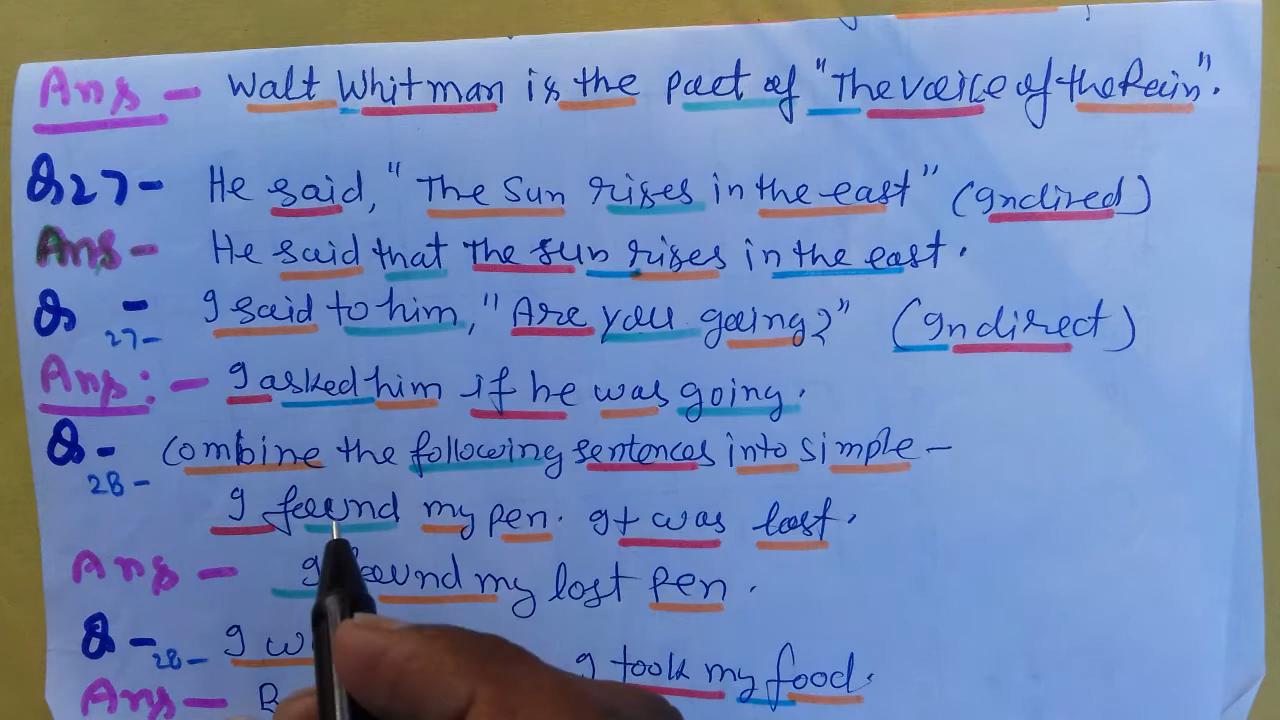 Ans - Walt Whitman is the poet of "The voice of the Rain".
Q27- He said, "The Sun rises in the east" (Indired)
Ans- He said that the sun rises in the east.
Q 27- I said to him, "Are you going?" (Indirect)
Ans:- I asked him if he was going.
Q-28- Combine the following sentences into simple-
I found my pen. It was lost.
Ans- I found my lost pen.
Q-28- I I took my food.
Ans-